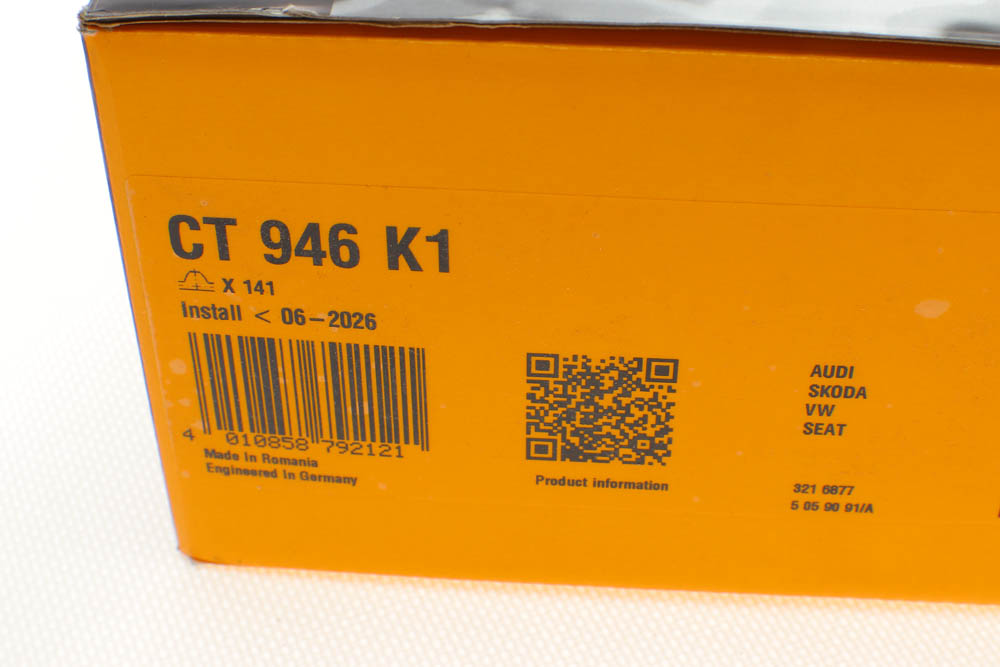 CT 946 K1
X 141
Install < 06-2026
4 010858 792121
Made in Romania
Engineered in Germany
Product information
AUDI
SKODA
VW
SEAT
321 6877
5 05 90 91/A